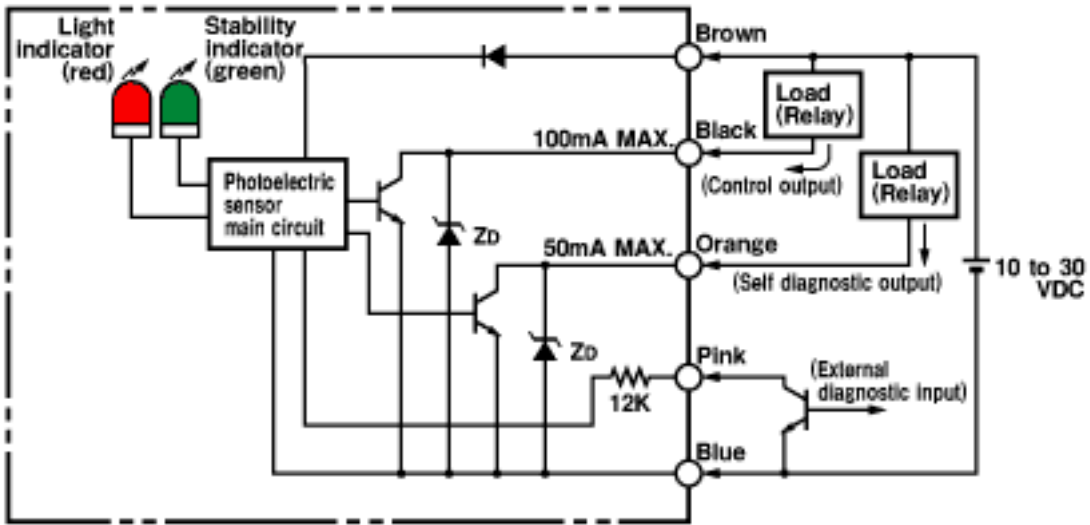 Light
indicator
(red)
Stability
indicator
(green)
Brown
Load
(Relay)
100mA MAX.
Black
(Control output)
Load
(Relay)
Photoelectric
sensor
main circuit
ZD
50mA MAX.
Orange
(Self diagnostic output)
10 to 30
VDC
ZD
Pink
12K
(External
diagnostic input)
Blue